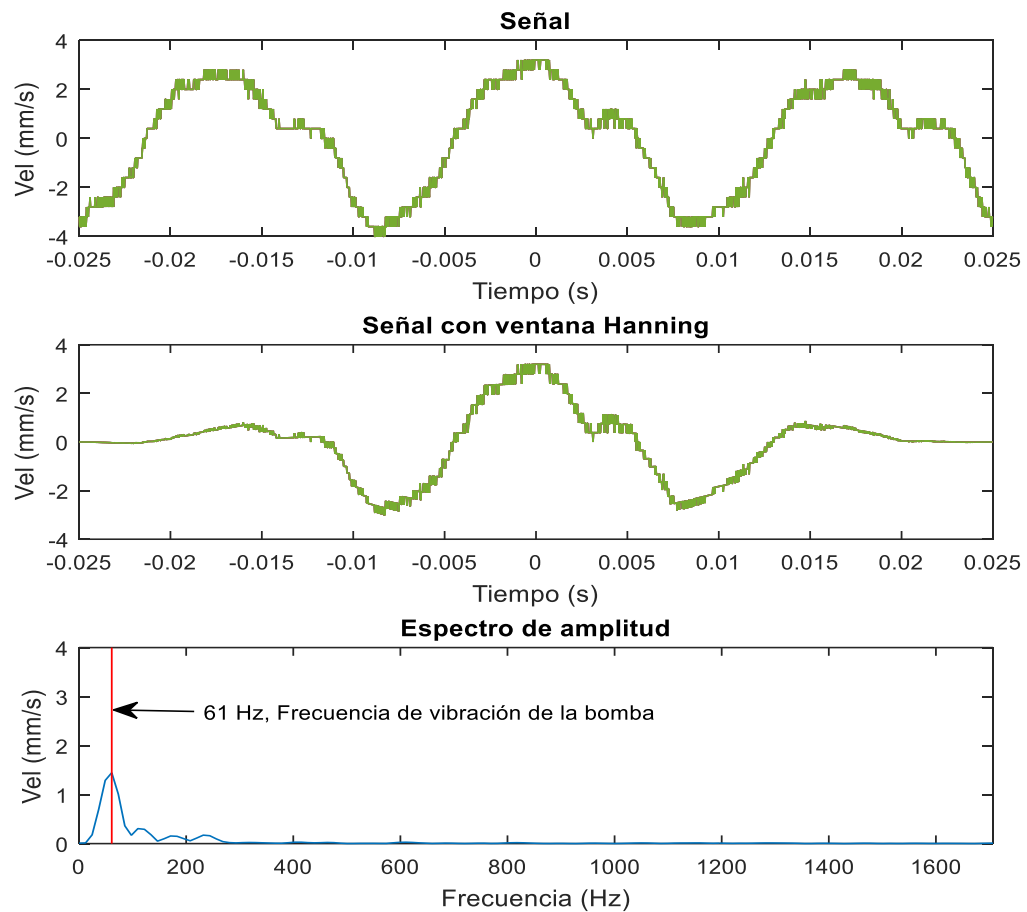 Señal
4
2
0
-2
-4
Vel (mm/s)
-0.025 -0.02 -0.015 -0.01 -0.005 0 0.005 0.01 0.015 0.02 0.025
Tiempo (s)
Señal con ventana Hanning
4
2
0
-2
-4
Vel (mm/s)
-0.025 -0.02 -0.015 -0.01 -0.005 0 0.005 0.01 0.015 0.02 0.025
Tiempo (s)
Espectro de amplitud
4
3
2
1
0
Vel (mm/s)
61 Hz, Frecuencia de vibración de la bomba
0 200 400 600 800 1000 1200 1400 1600
Frecuencia (Hz)